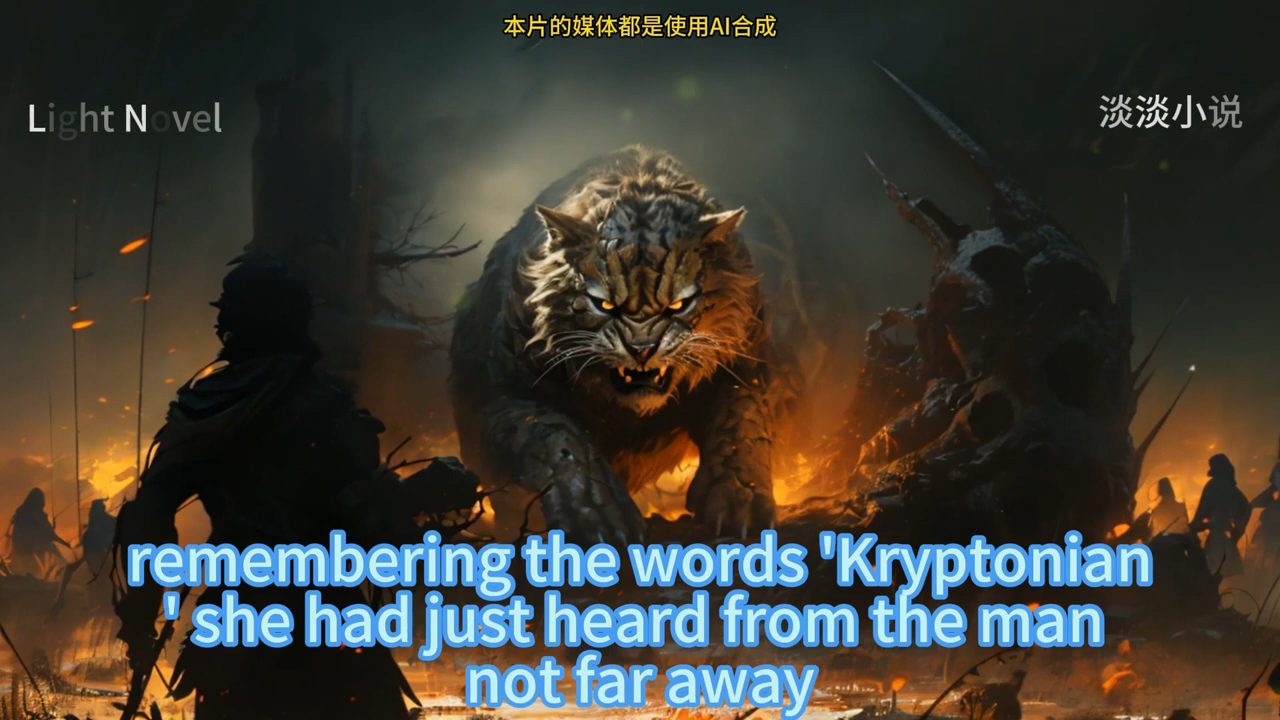 本片的媒体都是使用AI合成
Light Novel
淡淡小说
remembering the words 'Kryptonian
' she had just heard from the man
not far away